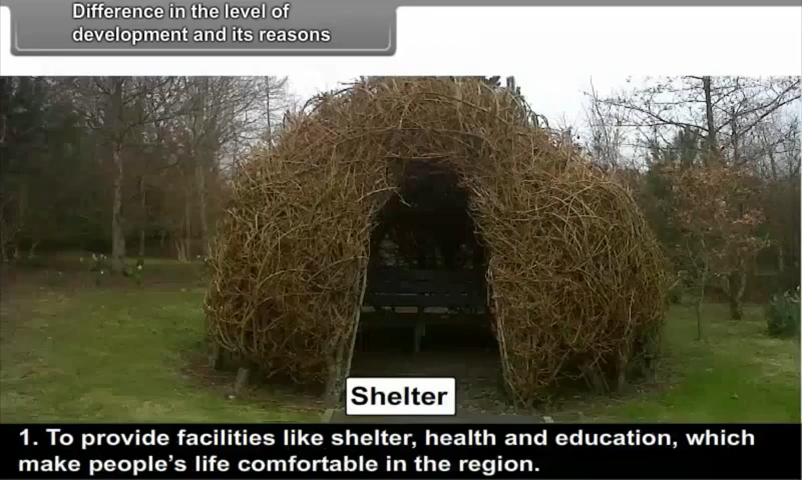 Difference in the level of
development and its reasons
Shelter
1. To provide facilities like shelter, health and education, which
make people's life comfortable in the region.